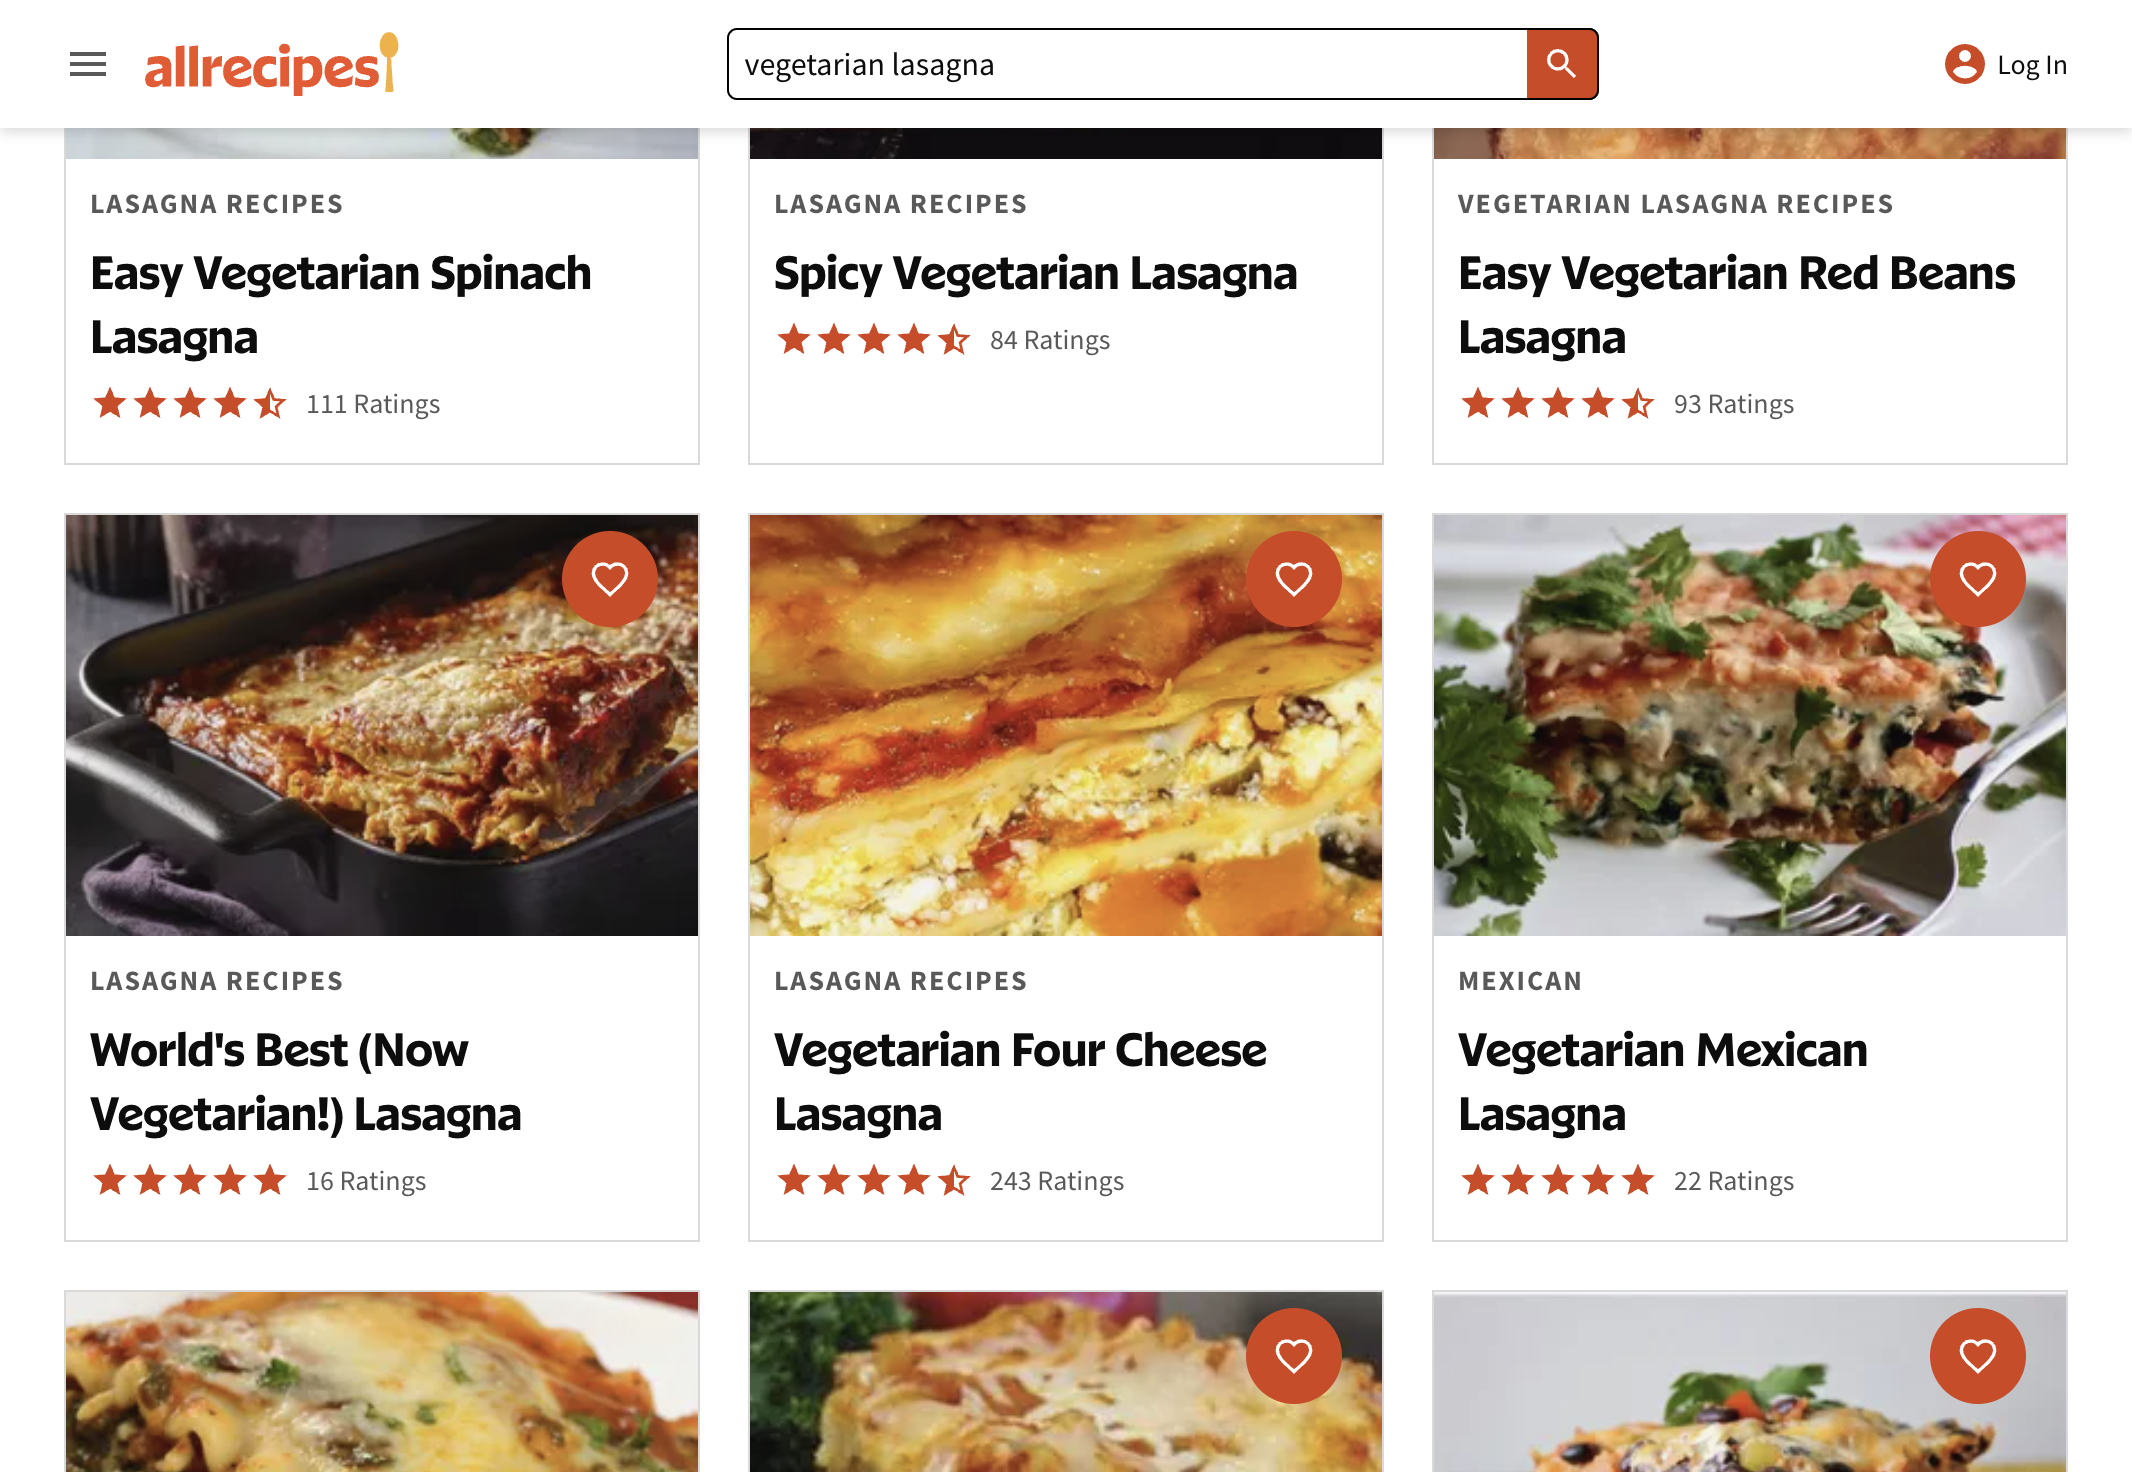 allrecipes
vegetarian lasagna
Log In
LASAGNA RECIPES
Easy Vegetarian Spinach
Lasagna
111 Ratings
LASAGNA RECIPES
Spicy Vegetarian Lasagna
84 Ratings
VEGETARIAN LASAGNA RECIPES
Easy Vegetarian Red Beans
Lasagna
93 Ratings
LASAGNA RECIPES
World's Best (Now
Vegetarian!) Lasagna
16 Ratings
LASAGNA RECIPES
Vegetarian Four Cheese
Lasagna
243 Ratings
MEXICAN
Vegetarian Mexican
Lasagna
22 Ratings